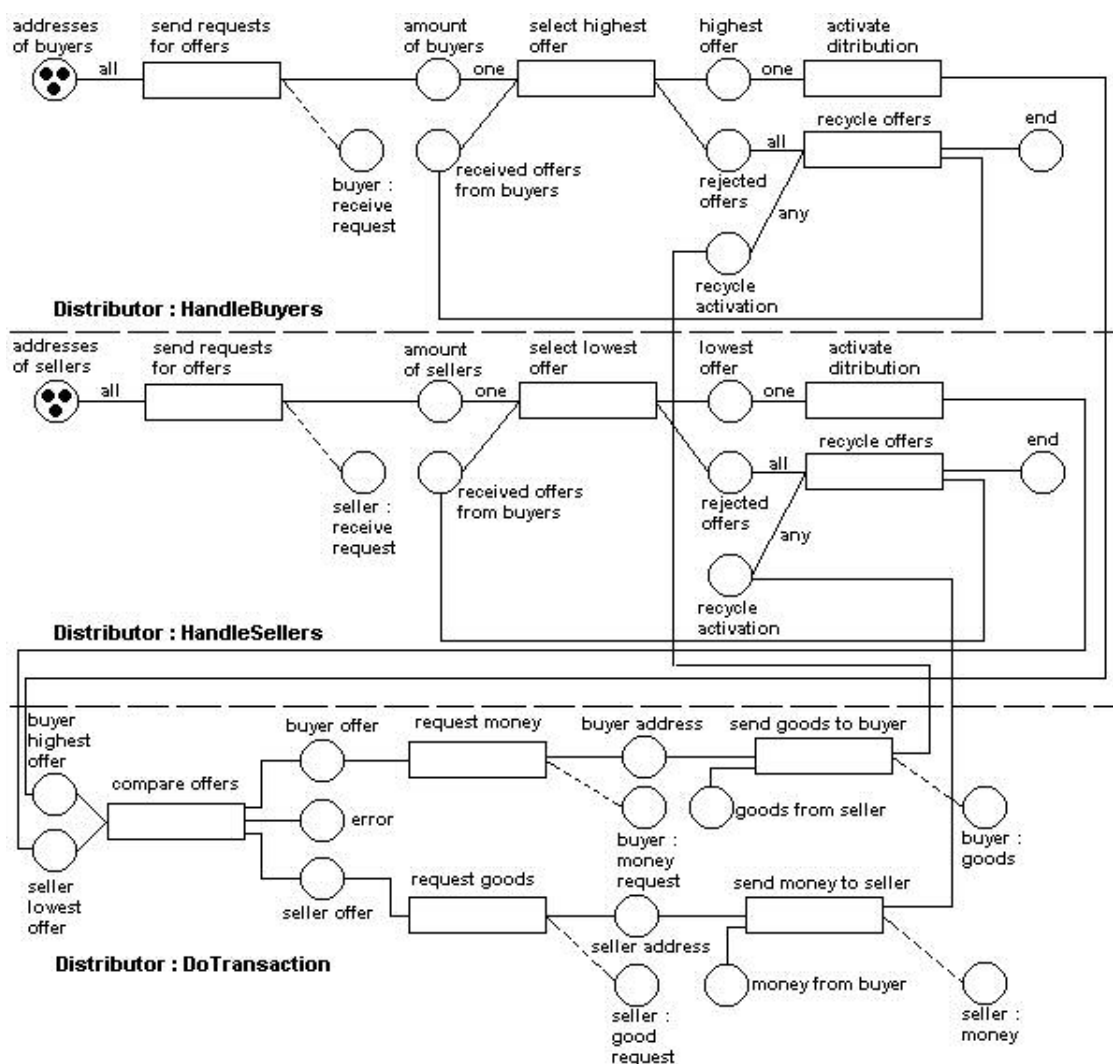 addresses
of buyers
send requests
for offers
amount
of buyers
select highest
offer
highest
offer
activate
ditribution
all
one
one
recycle offers
end
all
buyer :
receive
request
received offers
from buyers
rejected
offers
any
recycle
activation
Distributor : HandleBuyers
addresses
of sellers
send requests
for offers
amount
of sellers
select lowest
offer
lowest
offer
activate
ditribution
all
one
one
recycle offers
end
all
seller :
receive
request
received offers
from buyers
rejected
offers
any
recycle
activation
Distributor : HandleSellers
buyer
highest
offer
buyer offer
request money
buyer address
send goods to buyer
compare offers
error
goods from seller
buyer :
money
request
buyer :
goods
seller
lowest
offer
seller offer
request goods
seller address
send money to seller
Distributor : DoTransaction
money from buyer
seller :
good
request
seller :
money